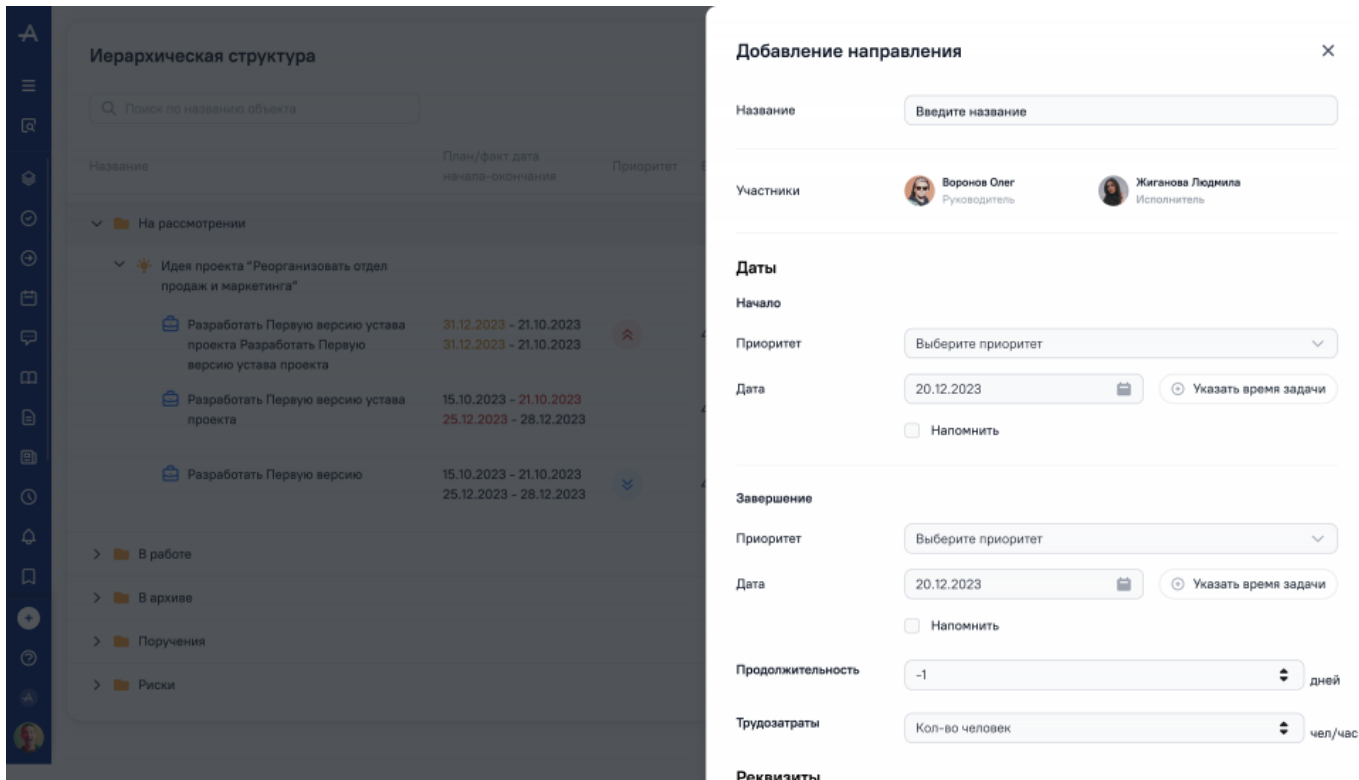 Иерархическая структура
Поиск по названию объекта
Название
План/факт дата
начала-окончания
Приоритет
На рассмотрении
Идея проекта "Реорганизовать отдел
продаж и маркетинга"
Разработать Первую версию устава
проекта Разработать Первую
версию устава проекта
31.12.2023 - 21.10.2023
31.12.2023 - 21.10.2023
Разработать Первую версию устава
проекта
15.10.2023 - 21.10.2023
25.12.2023 - 28.12.2023
Разработать Первую версию
15.10.2023 - 21.10.2023
25.12.2023 - 28.12.2023
В работе
В архиве
Поручения
Риски
Добавление направления
Название
Введите название
Участники
Воронов Олег
Руководитель
Жиганова Людмила
Исполнитель
Даты
Начало
Приоритет
Выберите приоритет
Дата
20.12.2023
Указать время задачи
Напомнить
Завершение
Приоритет
Выберите приоритет
Дата
20.12.2023
Указать время задачи
Напомнить
Продолжительность
-1
дней
Трудозатраты
Кол-во человек
чел/час
Реквизиты